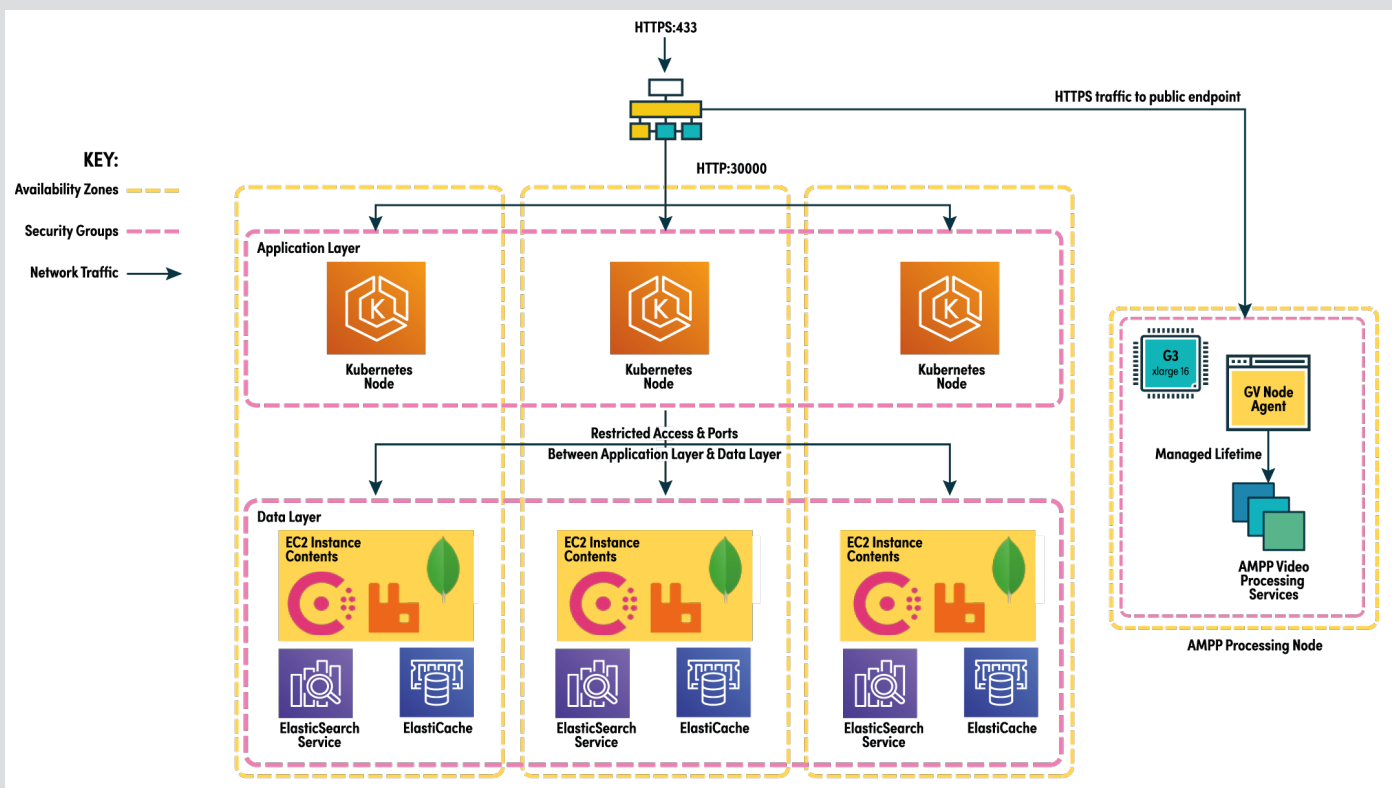 HTTPS:433
HTTPS traffic to public endpoint
KEY:
Availability Zones
Security Groups
Network Traffic
HTTP:30000
Application Layer
K
K
K
Kubernetes
Node
Kubernetes
Node
Kubernetes
Node
Restricted Access & Ports
Between Application Layer & Data Layer
Data Layer
EC2 Instance
Contents
EC2 Instance
Contents
EC2 Instance
Contents
ElasticSearch
Service
ElastiCache
ElasticSearch
Service
ElastiCache
ElasticSearch
Service
ElastiCache
G3
xlarge 16
GV Node
Agent
Managed Lifetime
AMPP Video
Processing
Services
AMPP Processing Node